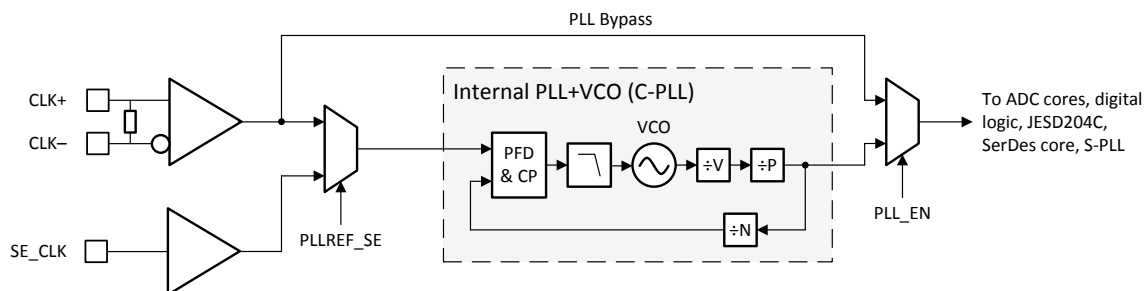 PLL Bypass
CLK+
CLK–
SE_CLK
PLLREF_SE
Internal PLL+VCO (C-PLL)
VCO
PFD
& CP
÷V
÷P
÷N
PLL_EN
To ADC cores, digital
logic, JESD204C,
SerDes core, S-PLL